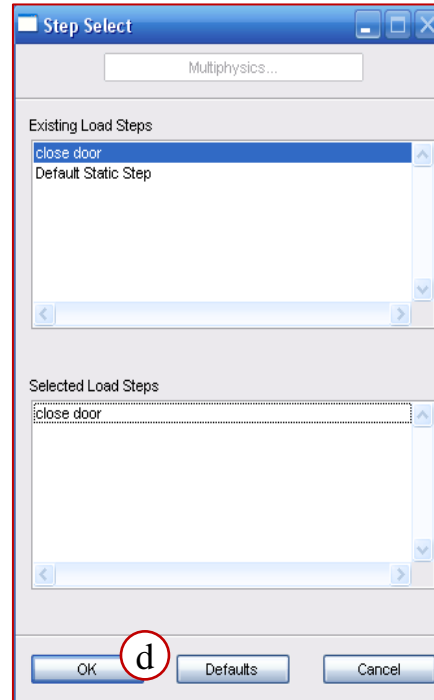 Step Select
Multiphysics...
Existing Load Steps
close door
Default Static Step
Selected Load Steps
close door
OK d Defaults Cancel